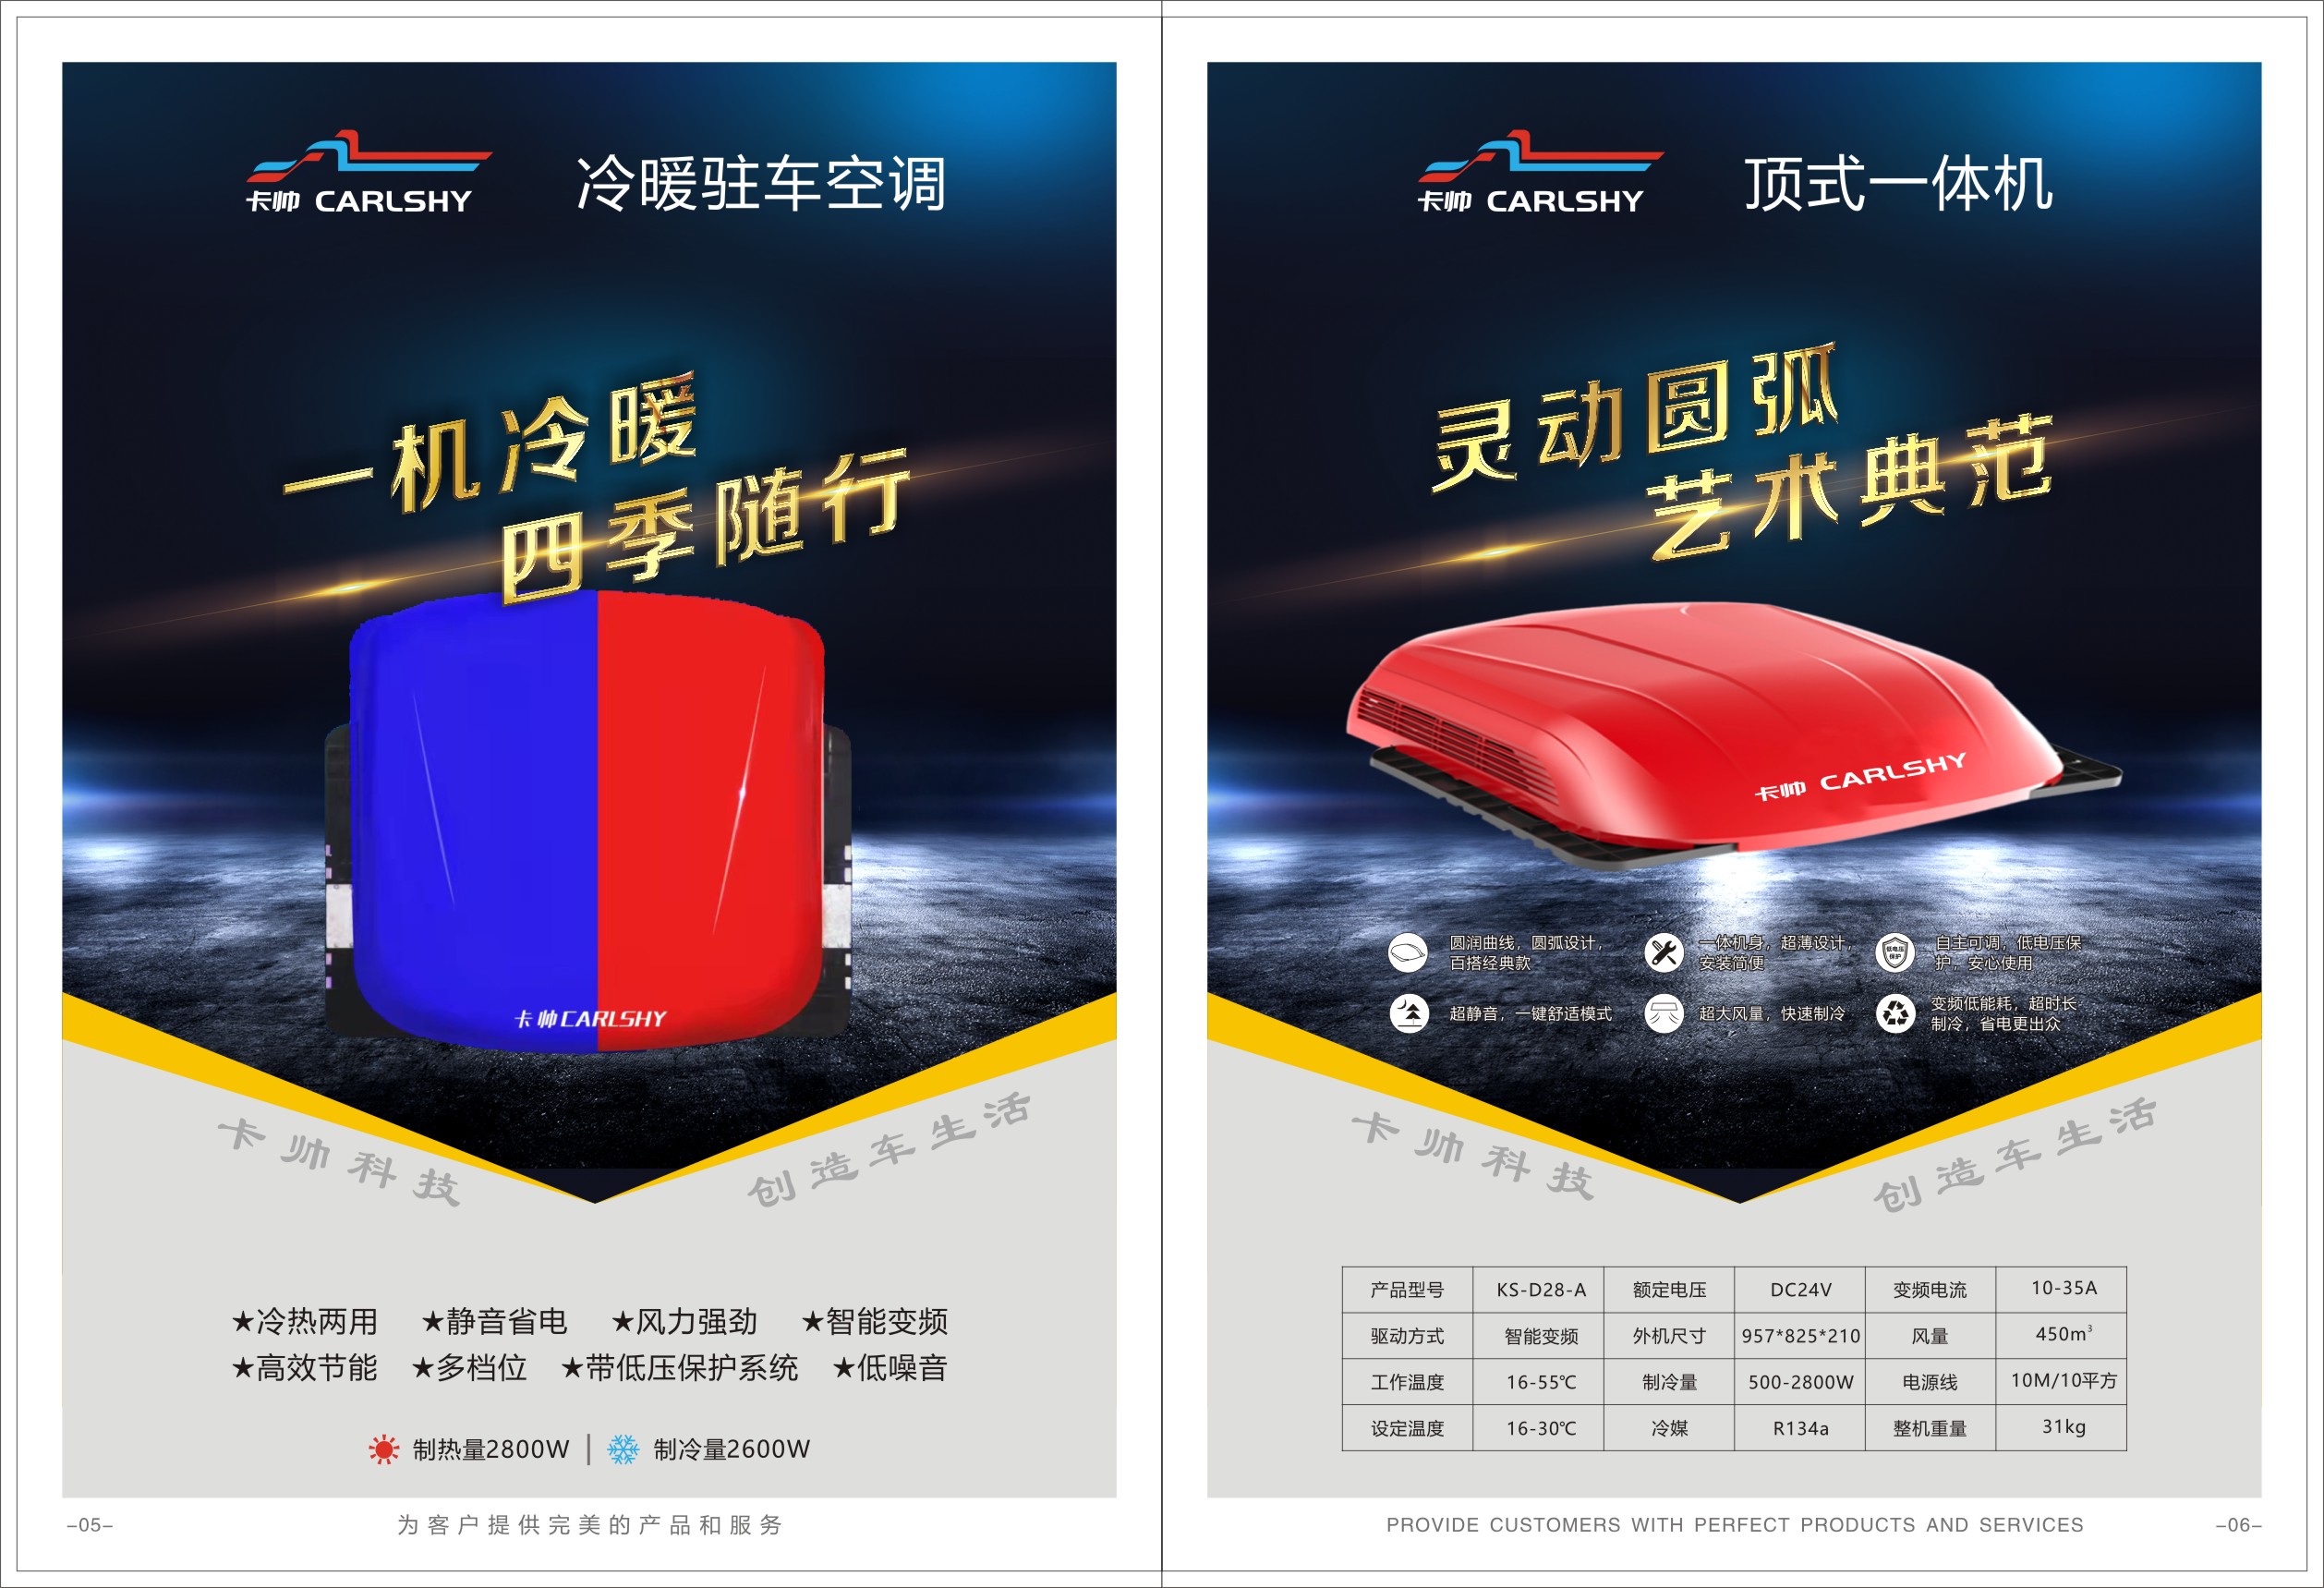 卡帅 CARLSHY
冷暖驻车空调
一机冷暖
四季随行
卡帅CARLSHY
卡帅科技
创造车生活
★冷热两用 ★静音省电 ★风力强劲 ★智能变频
★高效节能 ★多档位 ★带低压保护系统 ★低噪音
制热量2800W | 制冷量2600W
-05-
为客户提供完美的产品和服务
卡帅 CARLSHY
顶式一体机
灵动圆弧
艺术典范
卡帅 CARLSHY
圆润曲线，圆弧设计，
百搭经典款
一体机身，超薄设计，
安装简便
低电压
保护
自主可调，低电压保
护，安心使用
超静音，一键舒适模式
超大风量，快速制冷
变频低能耗，超时长
制冷，省电更出众
卡帅科技
创造车生活
产品型号 KS-D28-A 额定电压 DC24V 变频电流 10-35A
驱动方式 智能变频 外机尺寸 957*825*210 风量 450m³
工作温度 16-55℃ 制冷量 500-2800W 电源线 10M/10平方
设定温度 16-30℃ 冷媒 R134a 整机重量 31kg
PROVIDE CUSTOMERS WITH PERFECT PRODUCTS AND SERVICES
-06-